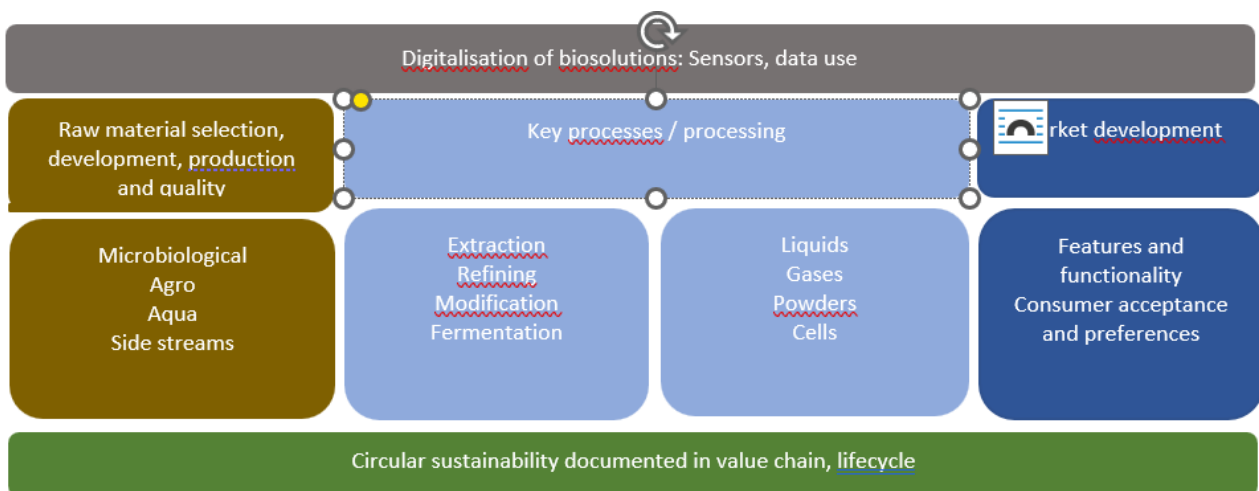 Digitalisation of biosolutions: Sensors, data use
Raw material selection,
development, production
and quality
Key processes / processing
rket development
Microbiological
Agro
Aqua
Side streams
Extraction
Refining
Modification
Fermentation
Liquids
Gases
Powders
Cells
Features and
functionality
Consumer acceptance
and preferences
Circular sustainability documented in value chain, lifecycle